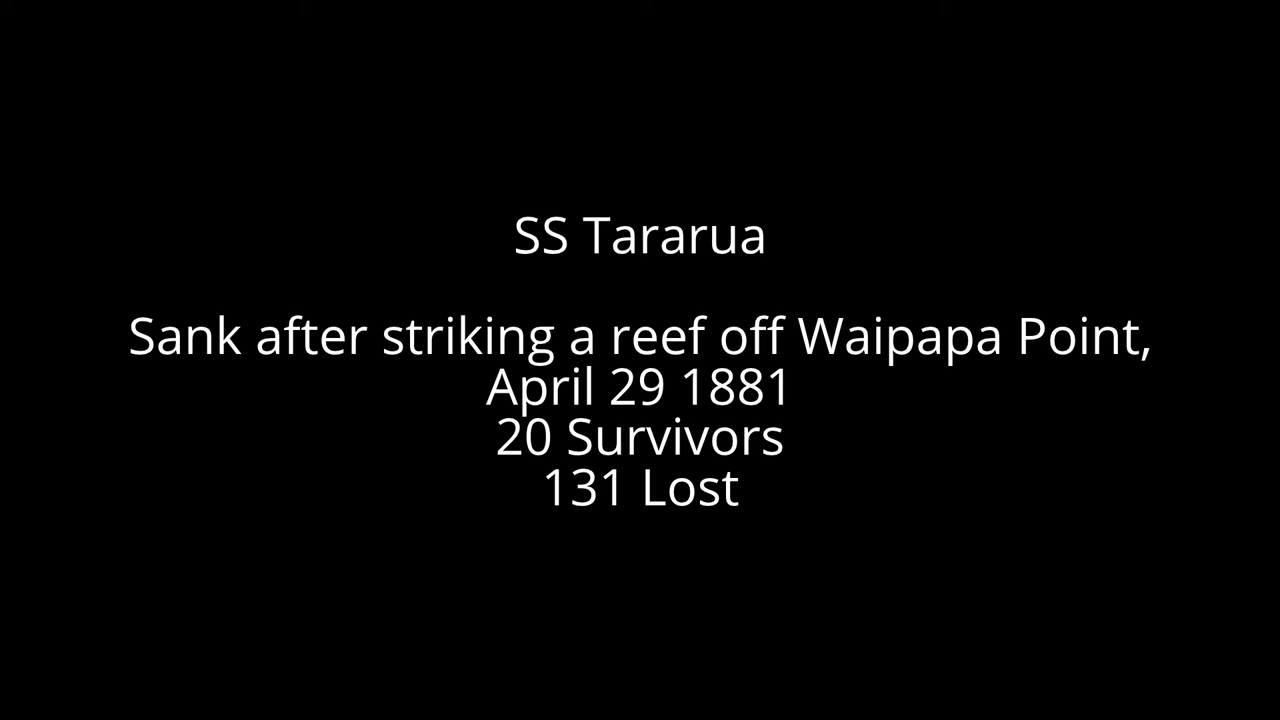 SS Tararua
Sank after striking a reef off Waipapa Point,
April 29 1881
20 Survivors
131 Lost